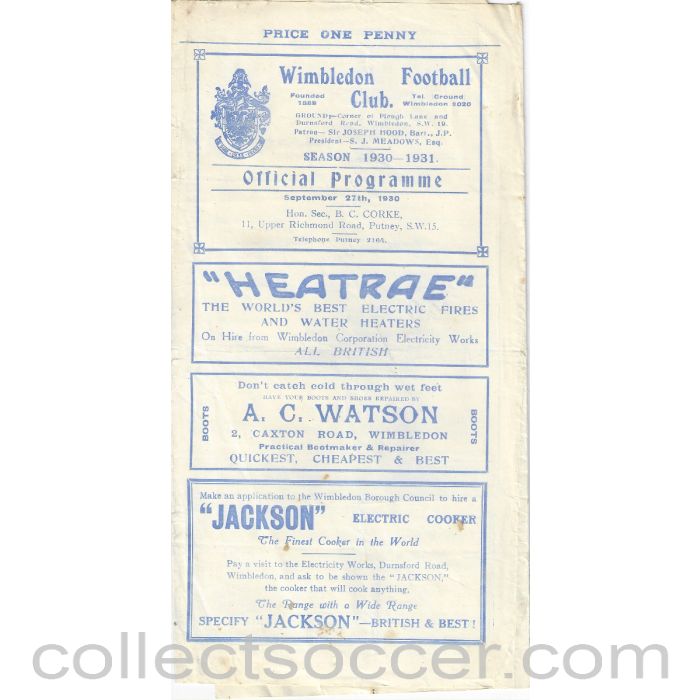 PRICE ONE PENNY
Wimbledon Football
Founded 1889
Club.
Tel. Ground: Wimbledon 2020
GROUND:—Corner of Plough Lane and
Durnsford Road, Wimbledon, S.W. 19.
Patron— Sir JOSEPH HOOD, Bart., J.P.
President—S. J. MEADOWS, Esq.
SEASON 1930—1931.
Official Programme
September 27th, 1930
Hon. Sec., B. C. CORKE,
11, Upper Richmond Road, Putney, S.W.15.
Telephone Putney 2164.
"HEATRAE"
THE WORLD'S BEST ELECTRIC FIRES
AND WATER HEATERS
On Hire from Wimbledon Corporation Electricity Works
ALL BRITISH
Don't catch cold through wet feet
HAVE YOUR BOOTS AND SHOES REPAIRED BY
BOOTS
A. C. WATSON
BOOTS
2, CAXTON ROAD, WIMBLEDON
Practical Bootmaker & Repairer
QUICKEST, CHEAPEST & BEST
Make an application to the Wimbledon Borough Council to hire a
"JACKSON" ELECTRIC COOKER
The Finest Cooker in the World
Pay a visit to the Electricity Works, Durnsford Road,
Wimbledon, and ask to be shown the "JACKSON,"
the cooker that will cook anything.
The Range with a Wide Range
SPECIFY "JACKSON"—BRITISH & BEST!
collectsoccer.com